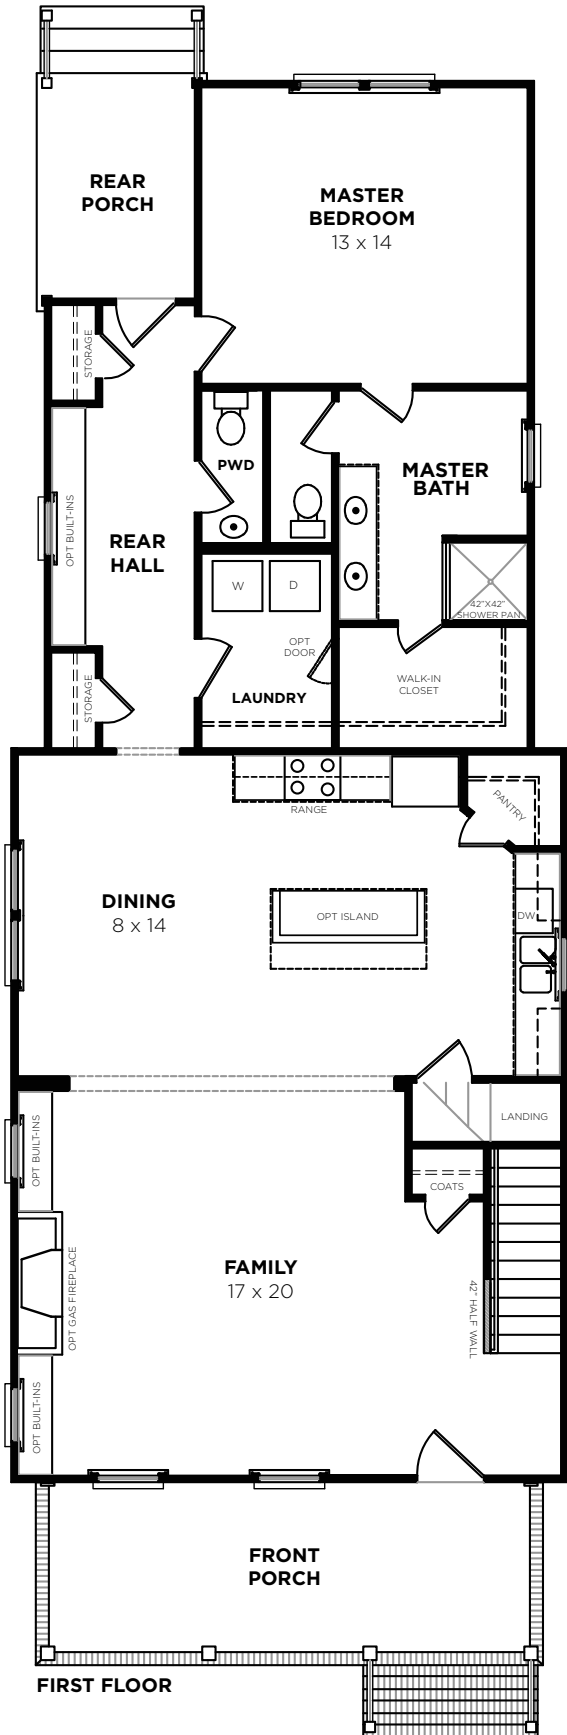 REAR
PORCH
MASTER
BEDROOM
13 x 14
STORAGE
PWD
MASTER
BATH
OPT BUILT-INS
REAR
HALL
W
D
42"X42"
SHOWER PAN
OPT
DOOR
WALK-IN
CLOSET
STORAGE
LAUNDRY
RANGE
PANTRY
DINING
8 x 14
OPT ISLAND
DW
LANDING
OPT BUILT-INS
COATS
FAMILY
17 x 20
OPT GAS FIREPLACE
42" HALF WALL
OPT BUILT-INS
FRONT
PORCH
FIRST FLOOR